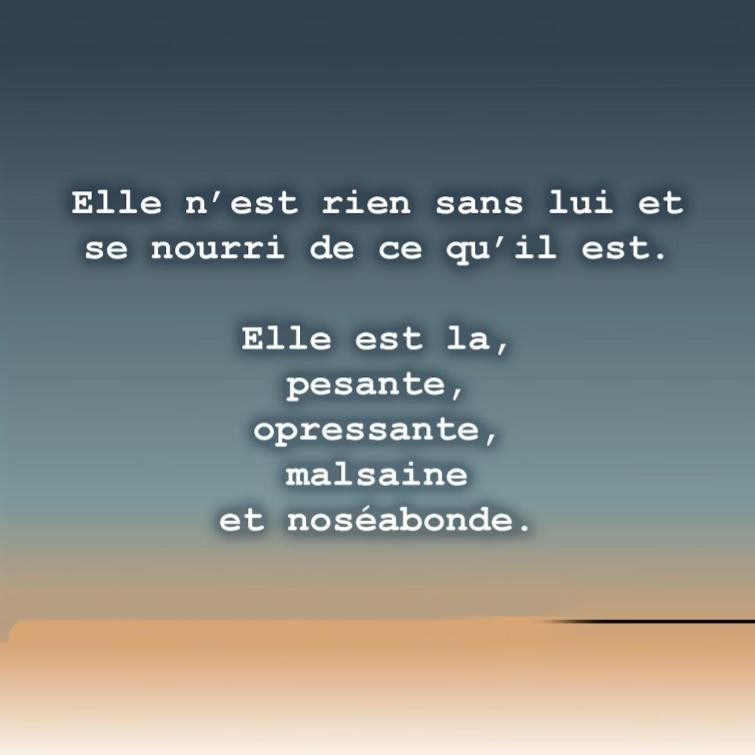 Elle n’est rien sans lui et
se nourri de ce qu’il est.
Elle est la,
pesante,
opressante,
malsaine
et noséabonde.